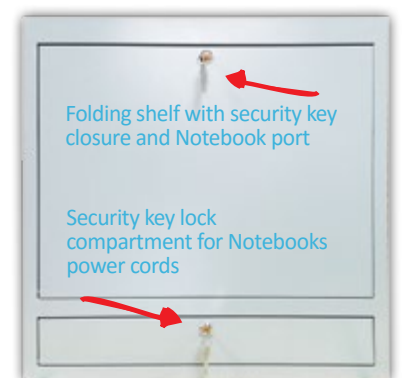 Folding shelf with security key
closure and Notebook port
Security key lock
compartment for Notebooks
power cords